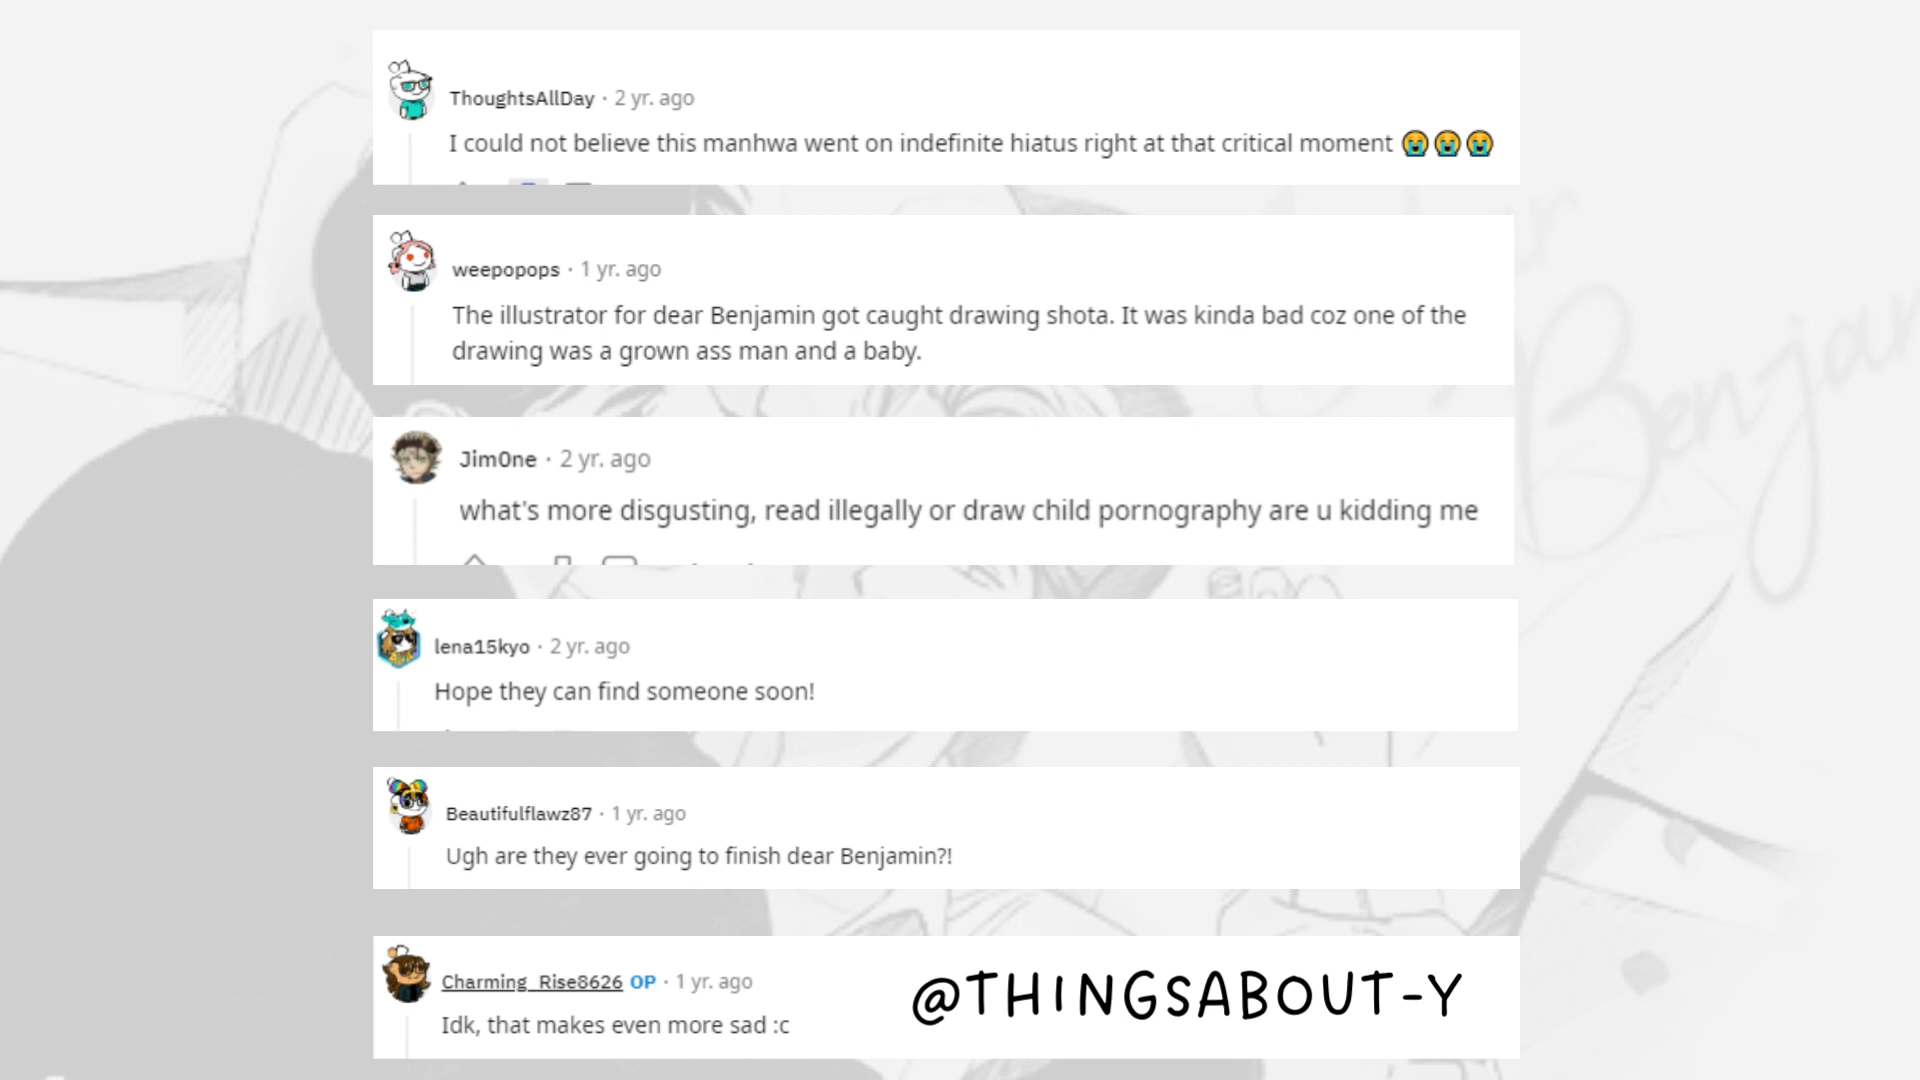 ThoughtsAllDay · 2 yr. ago
I could not believe this manhwa went on indefinite hiatus right at that critical moment 😭😭😭
weepopops · 1 yr. ago
The illustrator for dear Benjamin got caught drawing shota. It was kinda bad coz one of the
drawing was a grown ass man and a baby.
JimOne · 2 yr. ago
what's more disgusting, read illegally or draw child pornography are u kidding me
lena15kyo · 2 yr. ago
Hope they can find someone soon!
Beautifulflawz87 · 1 yr. ago
Ugh are they ever going to finish dear Benjamin?!
Charming_Rise8626 OP · 1 yr. ago
Idk, that makes even more sad :c
@THINGSABOUT-Y